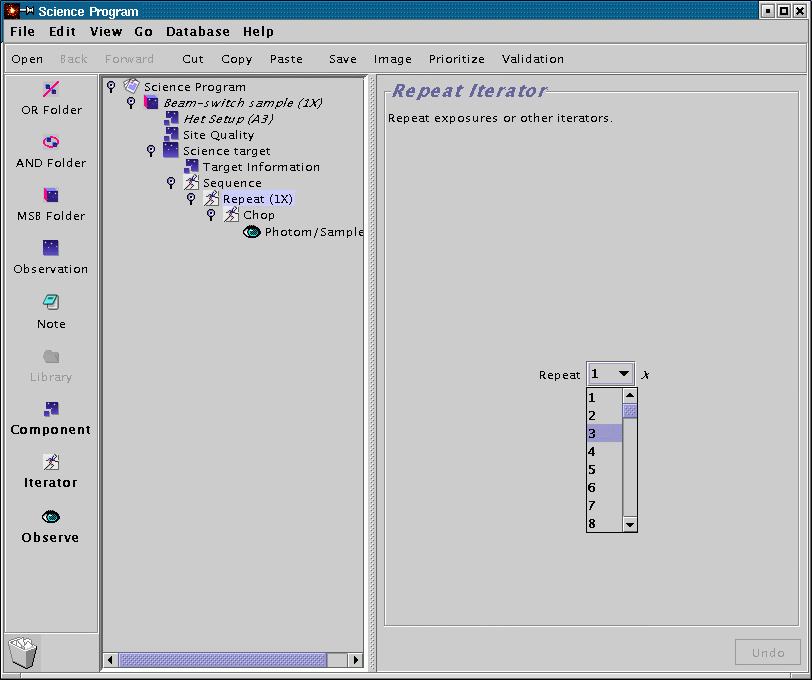 Science Program
File Edit View Go Database Help
Open Back Forward Cut Copy Paste Save Image Prioritize Validation
OR Folder
AND Folder
MSB Folder
Observation
Note
Library
Component
Iterator
Observe
Science Program
Beam-switch sample (1X)
Het Setup (A3)
Site Quality
Science target
Target Information
Sequence
Repeat (1X)
Chop
Photom/Sample
Repeat Iterator
Repeat exposures or other iterators.
Repeat 1 x
1
2
3
4
5
6
7
8
Undo